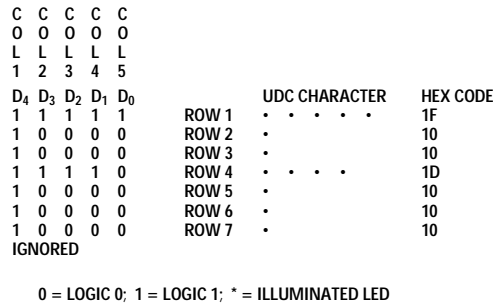 C C C C C
O O O O O
L L L L L
1 2 3 4 5
D4 D3 D2 D1 D0 UDC CHARACTER HEX CODE
1 1 1 1 1 ROW 1 • • • • • 1F
1 0 0 0 0 ROW 2 • 10
1 0 0 0 0 ROW 3 • 10
1 1 1 1 0 ROW 4 • • • • 1D
1 0 0 0 0 ROW 5 • 10
1 0 0 0 0 ROW 6 • 10
1 0 0 0 0 ROW 7 • 10
IGNORED
0 = LOGIC 0; 1 = LOGIC 1; * = ILLUMINATED LED